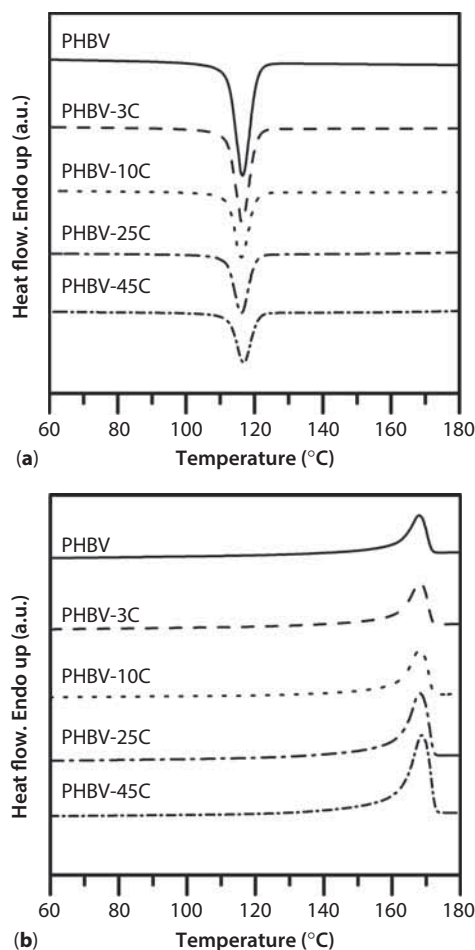 PHBV
PHBV-3C
PHBV-10C
PHBV-25C
PHBV-45C
Heat flow. Endo up (a.u.)
60 80 100 120 140 160 180
(a) Temperature (°C)
PHBV
PHBV-3C
PHBV-10C
PHBV-25C
PHBV-45C
Heat flow. Endo up (a.u.)
60 80 100 120 140 160 180
(b) Temperature (°C)